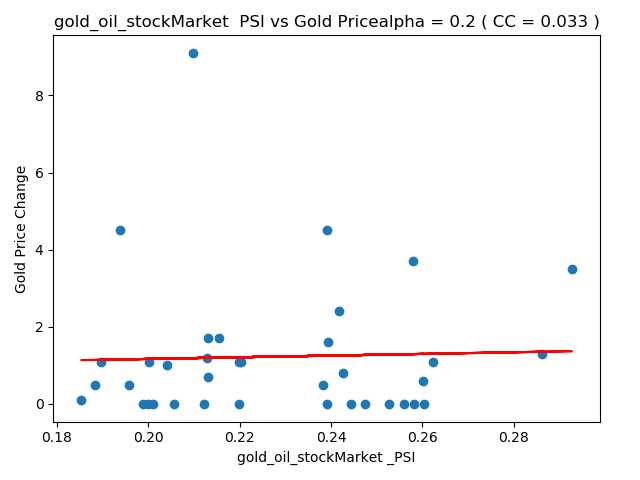 gold_oil_stockMarket  PSI vs Gold Pricealpha = 0.2 ( CC = 0.033 )
8
6
4
2
0
Gold Price Change
0.18 0.20 0.22 0.24 0.26 0.28
gold_oil_stockMarket _PSI